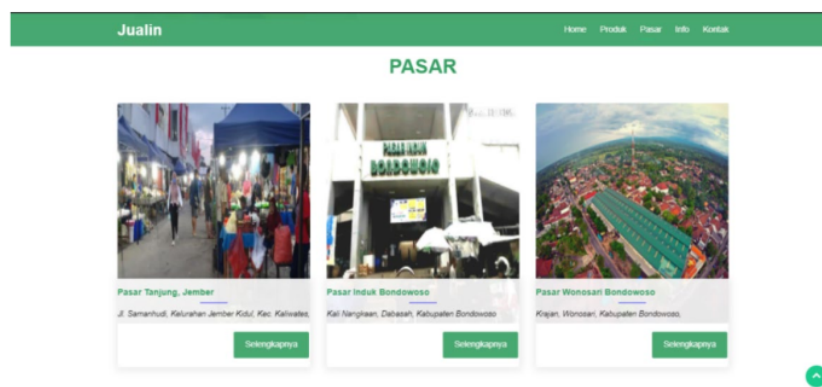 Jualin
Home Produk Pasar Info Kontak
PASAR
PASAR INDUK
BONDOWOSO
Pasar Tanjung, Jember
Jl. Samanhudi, Kelurahan Jember Kidul, Kec. Kaliwates,
Selengkapnya
Pasar Induk Bondowoso
Kali Nangkaan, Dabasah, Kabupaten Bondowoso
Selengkapnya
Pasar Wonosari Bondowoso
Krajan, Wonosari, Kabupaten Bondowoso,
Selengkapnya